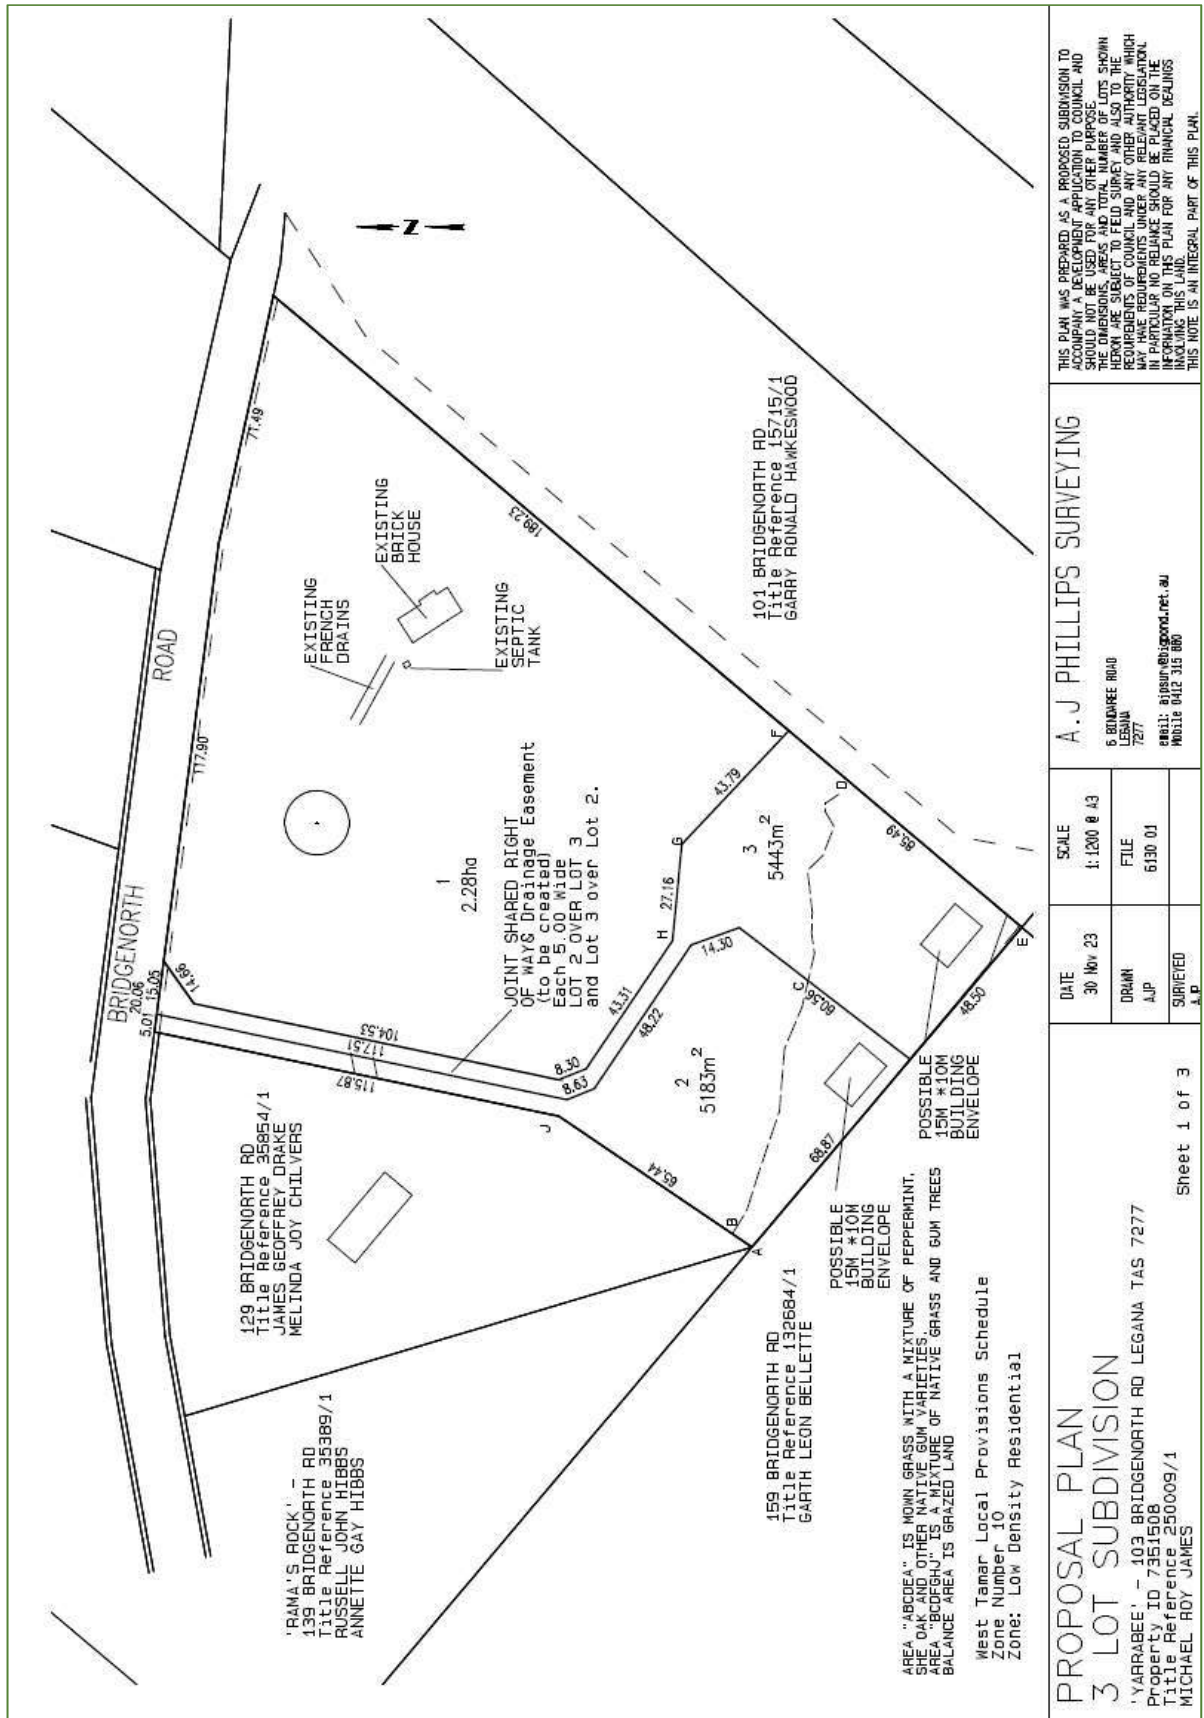 BRIDGENORTH
ROAD
20.06
5.01
15.05
14.66
117.90
71.49
104.53
117.51
115.87
8.30
8.63
43.31
48.22
27.16
14.30
43.79
189.23
85.49
60.56
48.50
68.87
65.44
A
B
C
D
E
F
G
H
J
N
'RAMA'S ROCK' -
139 BRIDGENORTH RD
Title Reference 35389/1
RUSSELL JOHN HIBBS
ANNETTE GAY HIBBS
129 BRIDGENORTH RD
Title Reference 35854/1
JAMES GEOFFREY DRAKE
MELINDA JOY CHILVERS
EXISTING
FRENCH
DRAINS
EXISTING
BRICK
HOUSE
EXISTING
SEPTIC
TANK
1
2.28ha
JOINT SHARED RIGHT
OF WAY& Drainage Easement
(to be created)
Each 5.00 Wide
LOT 2 OVER LOT 3
and Lot 3 over Lot 2.
2
5183m2
3
5443m2
101 BRIDGENORTH RD
Title Reference 15715/1
GARRY RONALD HAWKESWOOD
159 BRIDGENORTH RD
Title Reference 132684/1
GARTH LEON BELLETTE
POSSIBLE
15M *10M
BUILDING
ENVELOPE
POSSIBLE
15M *10M
BUILDING
ENVELOPE
AREA "ABCDEA" IS MOWN GRASS WITH A MIXTURE OF PEPPERMINT,
SHE OAK AND OTHER NATIVE GUM VARIETIES.
AREA "BCDFGHJ" IS A MIXTURE OF NATIVE GRASS AND GUM TREES
BALANCE AREA IS GRAZED LAND
West Tamar Local Provisions Schedule
Zone Number 10
Zone: Low Density Residential
PROPOSAL PLAN
3 LOT SUBDIVISION
'YARRABEE' - 103 BRIDGENORTH RD LEGANA TAS 7277
Property ID 7351508
Title Reference 250009/1
MICHAEL ROY JAMES
Sheet 1 of 3
DATE
30 Nov 23
DRAWN
AJP
SURVEYED
AJP
SCALE
1:1200 @ A3
FILE
6130 01
A.J PHILLIPS SURVEYING
6 BINDAREE ROAD
LEGANA
7277
email: ajpsurv@bigpond.net.au
Mobile 0412 315 880
THIS PLAN WAS PREPARED AS A PROPOSED SUBDIVISION TO
ACCOMPANY A DEVELOPMENT APPLICATION TO COUNCIL AND
SHOULD NOT BE USED FOR ANY OTHER PURPOSE.
THE DIMENSIONS, AREAS AND TOTAL NUMBER OF LOTS SHOWN
HERON ARE SUBJECT TO FIELD SURVEY AND ALSO TO THE
REQUIREMENTS OF COUNCIL AND ANY OTHER AUTHORITY WHICH
MAY HAVE REQUIREMENTS UNDER ANY RELEVANT LEGISLATION.
IN PARTICULAR NO RELIANCE SHOULD BE PLACED ON THE
INFORMATION ON THIS PLAN FOR ANY FINANCIAL DEALINGS
INVOLVING THIS LAND.
THIS NOTE IS AN INTEGRAL PART OF THIS PLAN.